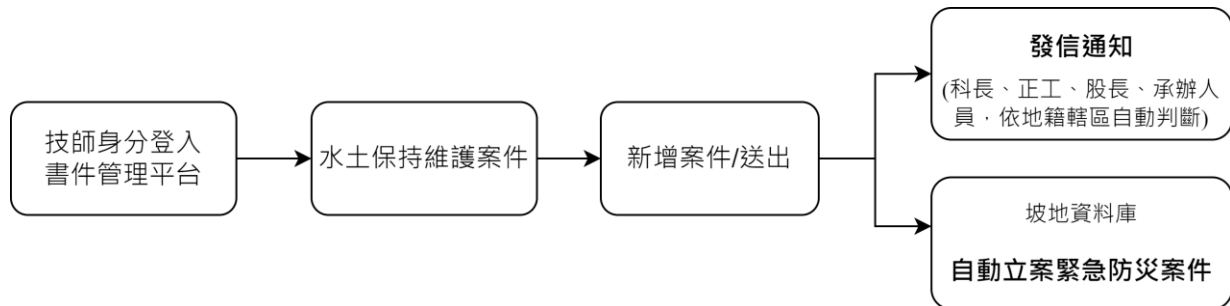 技師身分登入
書件管理平台
水土保持維護案件
新增案件/送出
發信通知
(科長、正工、股長、承辦人
員，依地籍轄區自動判斷)
坡地資料庫
自動立案緊急防災案件